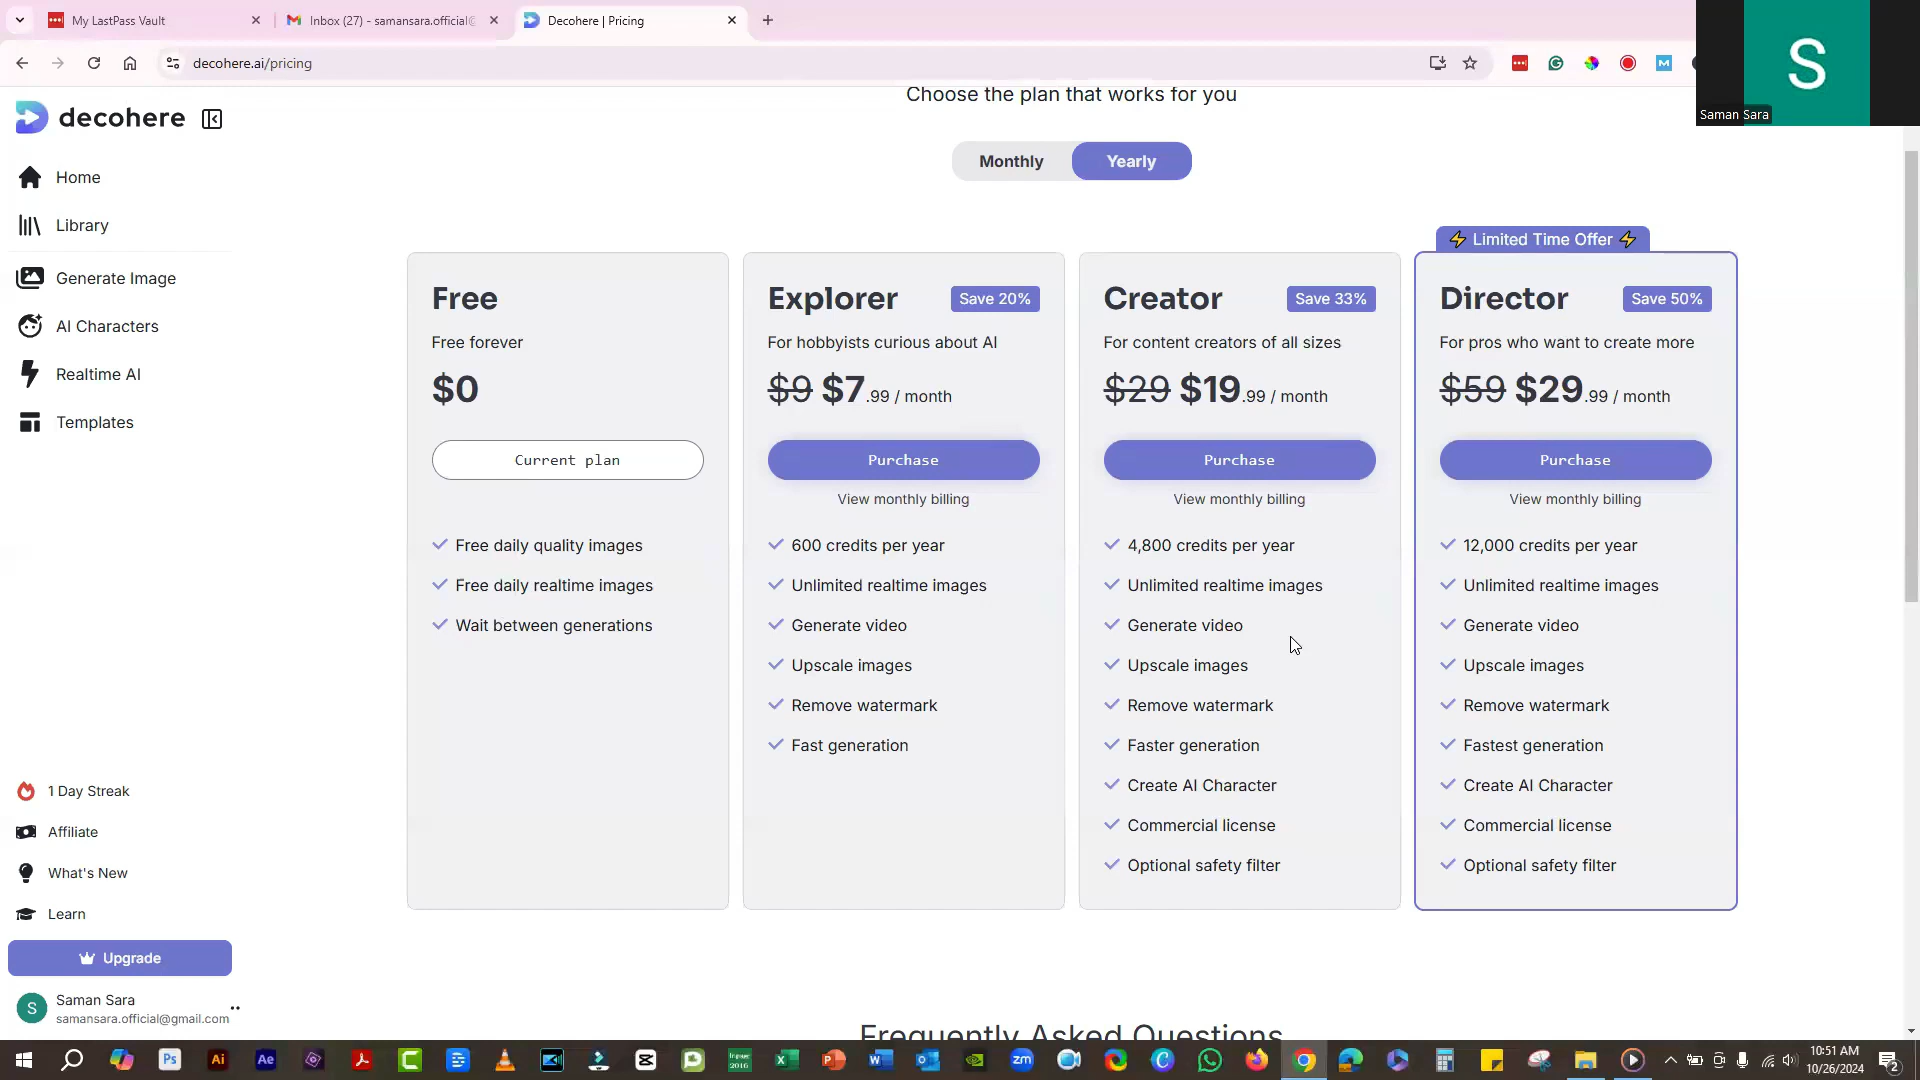 My LastPass Vault
Inbox (27) - samansara.official@
Decohere | Pricing
decohere.ai/pricing
S
Saman Sara
decohere
Home
Library
Generate Image
AI Characters
Realtime AI
Templates
1 Day Streak
Affiliate
What's New
Learn
Upgrade
S
Saman Sara
samansara.official@gmail.com
Choose the plan that works for you
Monthly
Yearly
Free
Free forever
$0
Current plan
Free daily quality images
Free daily realtime images
Wait between generations
Explorer
Save 20%
For hobbyists curious about AI
$9 $7.99 / month
Purchase
View monthly billing
600 credits per year
Unlimited realtime images
Generate video
Upscale images
Remove watermark
Fast generation
Creator
Save 33%
For content creators of all sizes
$29 $19.99 / month
Purchase
View monthly billing
4,800 credits per year
Unlimited realtime images
Generate video
Upscale images
Remove watermark
Faster generation
Create AI Character
Commercial license
Optional safety filter
⚡ Limited Time Offer ⚡
Director
Save 50%
For pros who want to create more
$59 $29.99 / month
Purchase
View monthly billing
12,000 credits per year
Unlimited realtime images
Generate video
Upscale images
Remove watermark
Fastest generation
Create AI Character
Commercial license
Optional safety filter
Frequently Asked Questions
10:51 AM
10/26/2024